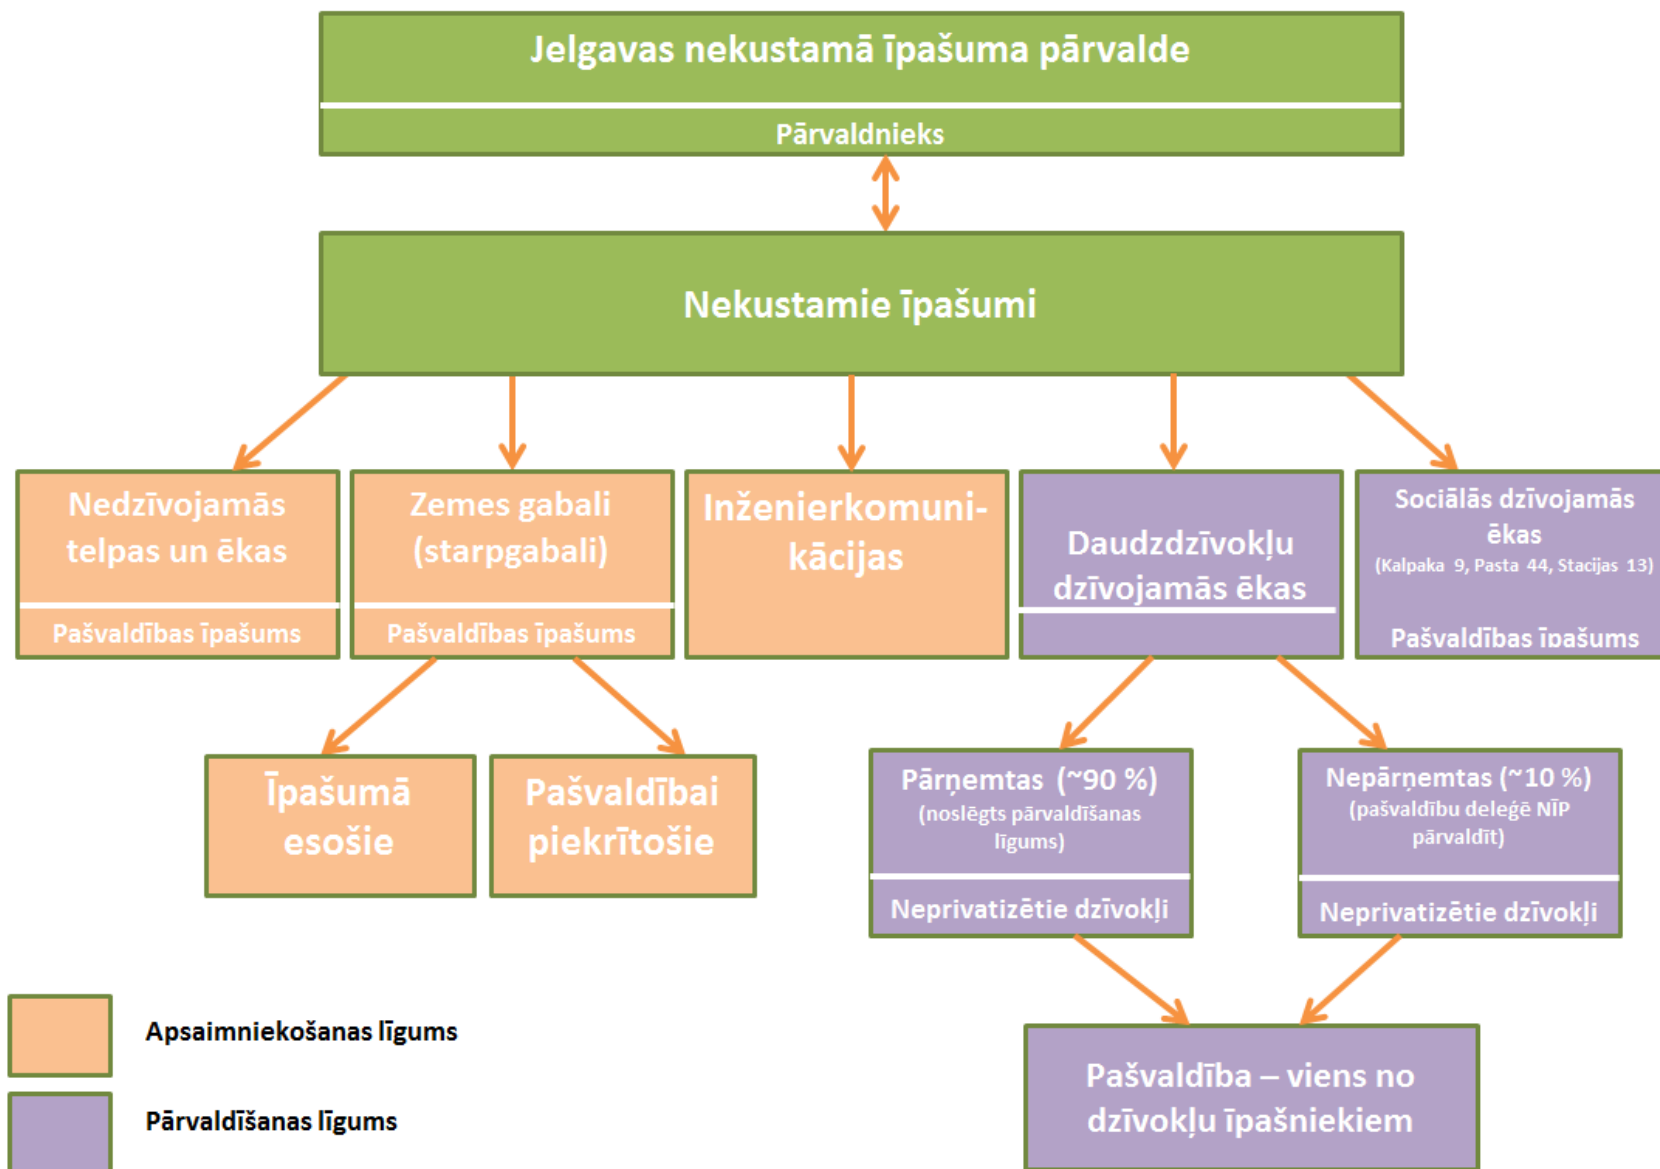 Jelgavas nekustamā īpašuma pārvalde
Pārvaldnieks
Nekustamie īpašumi
Nedzīvojamās
telpas un ēkas
Pašvaldības īpašums
Zemes gabali
(starpgabali)
Pašvaldības īpašums
Inženierkomuni-
kācijas
Daudzdzīvokļu
dzīvojamās ēkas
Sociālās dzīvojamās
ēkas
(Kalpaka 9, Pasta 44, Stacijas 13)
Pašvaldības īpašums
Īpašumā
esošie
Pašvaldībai
piekrītošie
Pārņemtas (~90 %)
(noslēgts pārvaldīšanas
līgums)
Neprivatizētie dzīvokļi
Nepārņemtas (~10 %)
(pašvaldību deleģē NĪP
pārvaldīt)
Neprivatizētie dzīvokļi
Pašvaldība – viens no
dzīvokļu īpašniekiem
Apsaimniekošanas līgums
Pārvaldīšanas līgums